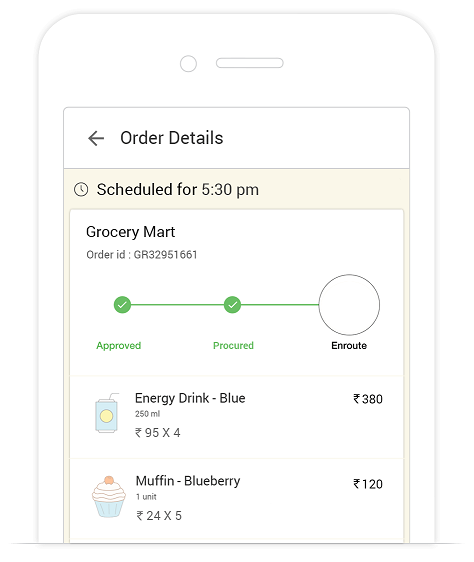 Order Details
Scheduled for 5:30 pm
Grocery Mart
Order id : GR32951661
Approved Procured Enroute
Energy Drink - Blue ₹380
250 ml
₹ 95 X 4
Muffin - Blueberry ₹120
1 unit
₹ 24 X 5